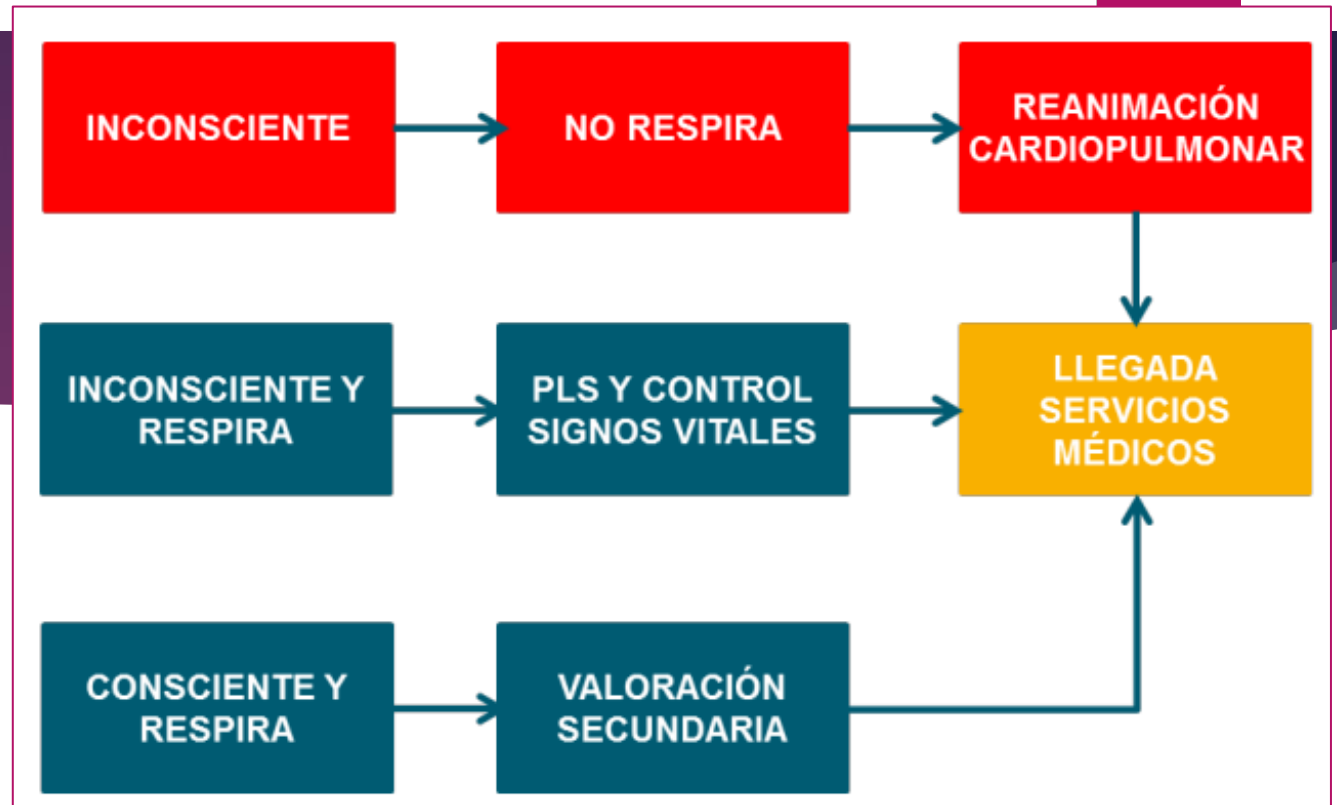 INCONSCIENTE
NO RESPIRA
REANIMACIÓN
CARDIOPULMONAR
INCONSCIENTE Y
RESPIRA
PLS Y CONTROL
SIGNOS VITALES
LLEGADA
SERVICIOS
MÉDICOS
CONSCIENTE Y
RESPIRA
VALORACIÓN
SECUNDARIA